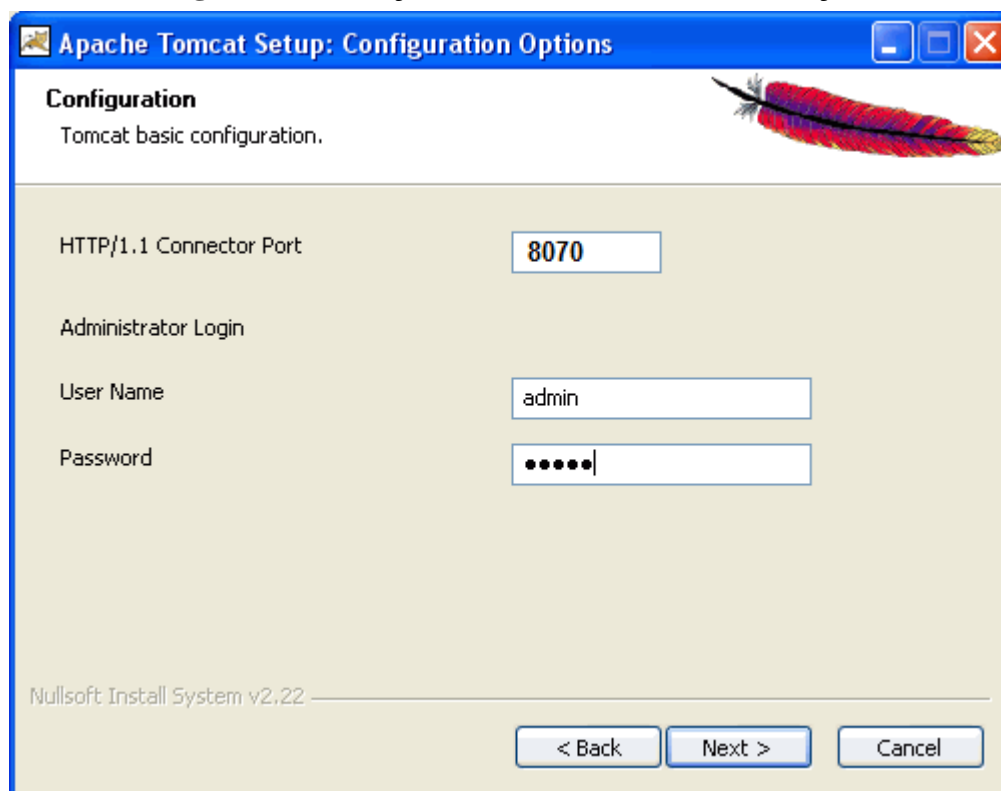 Apache Tomcat Setup: Configuration Options
Configuration
Tomcat basic configuration.
HTTP/1.1 Connector Port 8070
Administrator Login
User Name admin
Password •••••
Nullsoft Install System v2.22
< Back Next > Cancel